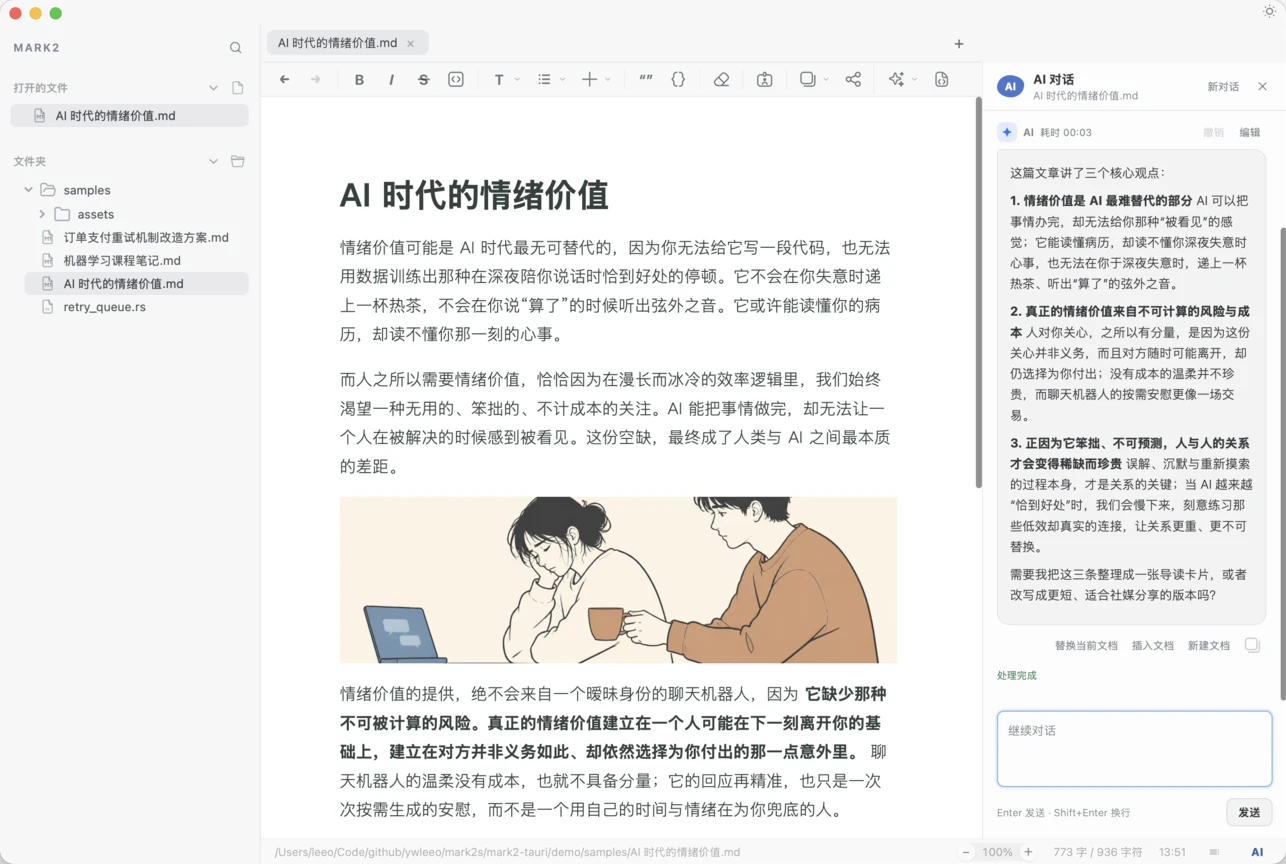 MARK2
打开的文件
AI 时代的情绪价值.md
文件夹
samples
assets
订单支付重试机制改造方案.md
机器学习课程笔记.md
AI 时代的情绪价值.md
retry_queue.rs
AI 时代的情绪价值.md ×
+
B I S T “” {}
AI 时代的情绪价值
情绪价值可能是 AI 时代最无可替代的，因为你无法给它写一段代码，也无法
用数据训练出那种在深夜陪你说话时恰到好处的停顿。它不会在你失意时递
上一杯热茶，不会在你说“算了”的时候听出弦外之音。它或许能读懂你的病
历，却读不懂你那一刻的心事。
而人之所以需要情绪价值，恰恰因为在漫长而冰冷的效率逻辑里，我们始终
渴望一种无用的、笨拙的、不计成本的关注。AI 能把事情做完，却无法让一
个人在被解决的时候感到被看见。这份空缺，最终成了人类与 AI 之间最本质
的差距。
情绪价值的提供，绝不会来自一个暧昧身份的聊天机器人，因为 它缺少那种
不可被计算的风险。真正的情绪价值建立在一个人可能在下一刻离开你的基
础上，建立在对方并非义务如此、却依然选择为你付出的那一点意外里。 聊
天机器人的温柔没有成本，也就不具备分量；它的回应再精准，也只是一次
次按需生成的安慰，而不是一个用自己的时间与情绪在为你兜底的人。
/Users/leeo/Code/github/ywleeo/mark2s/mark2-tauri/demo/samples/AI 时代的情绪价值.md
− 100% + 773 字 / 936 字符 13:51 AI
AI
AI 对话
AI 时代的情绪价值.md
新对话 ×
AI 耗时 00:03 撤销 编辑
这篇文章讲了三个核心观点：
1. 情绪价值是 AI 最难替代的部分 AI 可以把
事情办完，却无法给你那种“被看见”的感
觉；它能读懂病历，却读不懂你深夜失意时
心事，也无法在你于深夜失意时，递上一杯
热茶、听出“算了”的弦外之音。
2. 真正的情绪价值来自不可计算的风险与成
本 人对你关心，之所以有分量，是因为这份
关心并非义务，而且对方随时可能离开，却
仍选择为你付出；没有成本的温柔并不珍
贵，而聊天机器人的按需安慰更像一场交
易。
3. 正因为它笨拙、不可预测，人与人的关系
才会变得稀缺而珍贵 误解、沉默与重新摸索
的过程本身，才是关系的关键；当 AI 越来越
“恰到好处”时，我们会慢下来，刻意练习那
些低效却真实的连接，让关系更重、更不可
替换。
需要我把这三条整理成一张导读卡片，或者
改写成更短、适合社媒分享的版本吗？
替换当前文档 插入文档 新建文档
处理完成
继续对话
Enter 发送 · Shift+Enter 换行
发送